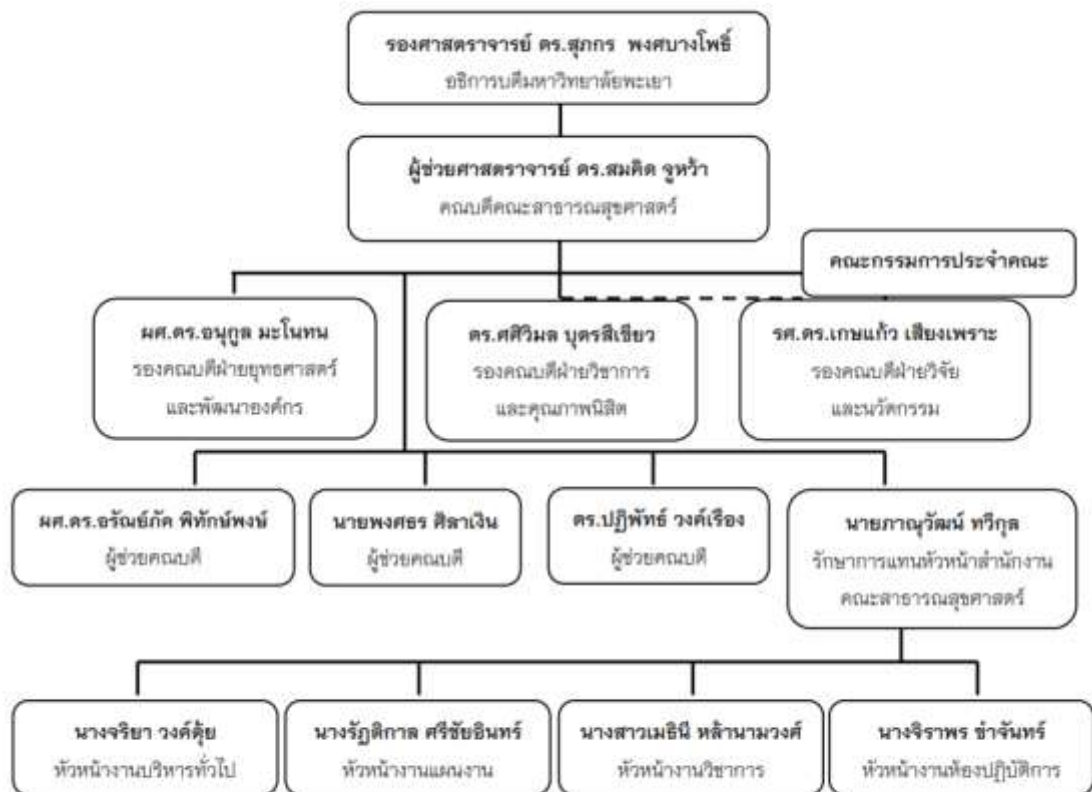 รองศาสตราจารย์ ดร.สุภกร พงศบางโพธิ์
อธิการบดีมหาวิทยาลัยพะเยา
ผู้ช่วยศาสตราจารย์ ดร.สมคิด จูหว้า
คณบดีคณะสาธารณสุขศาสตร์
คณะกรรมการประจำคณะ
ผศ.ดร.อนุกูล มะโนทน
รองคณบดีฝ่ายยุทธศาสตร์
และพัฒนาองค์กร
ดร.ศศิวิมล บุตรสีเขียว
รองคณบดีฝ่ายวิชาการ
และคุณภาพนิสิต
รศ.ดร.เกษแก้ว เสียงเพราะ
รองคณบดีฝ่ายวิจัย
และนวัตกรรม
ผศ.ดร.อรัณย์ภัค พิทักษ์พงษ์
ผู้ช่วยคณบดี
นายพงศธร ศิลาเงิน
ผู้ช่วยคณบดี
ดร.ปฏิพัทธ์ วงค์เรือง
ผู้ช่วยคณบดี
นายภาณุวัฒน์ ทวีกุล
รักษาการแทนหัวหน้าสำนักงาน
คณะสาธารณสุขศาสตร์
นางจริยา วงค์ตุ้ย
หัวหน้างานบริหารทั่วไป
นางรัฏติกาล ศรีชัยอินทร์
หัวหน้างานแผนงาน
นางสาวเมธินี หล้านามวงศ์
หัวหน้างานวิชาการ
นางจิราพร ขำจันทร์
หัวหน้างานห้องปฏิบัติการ